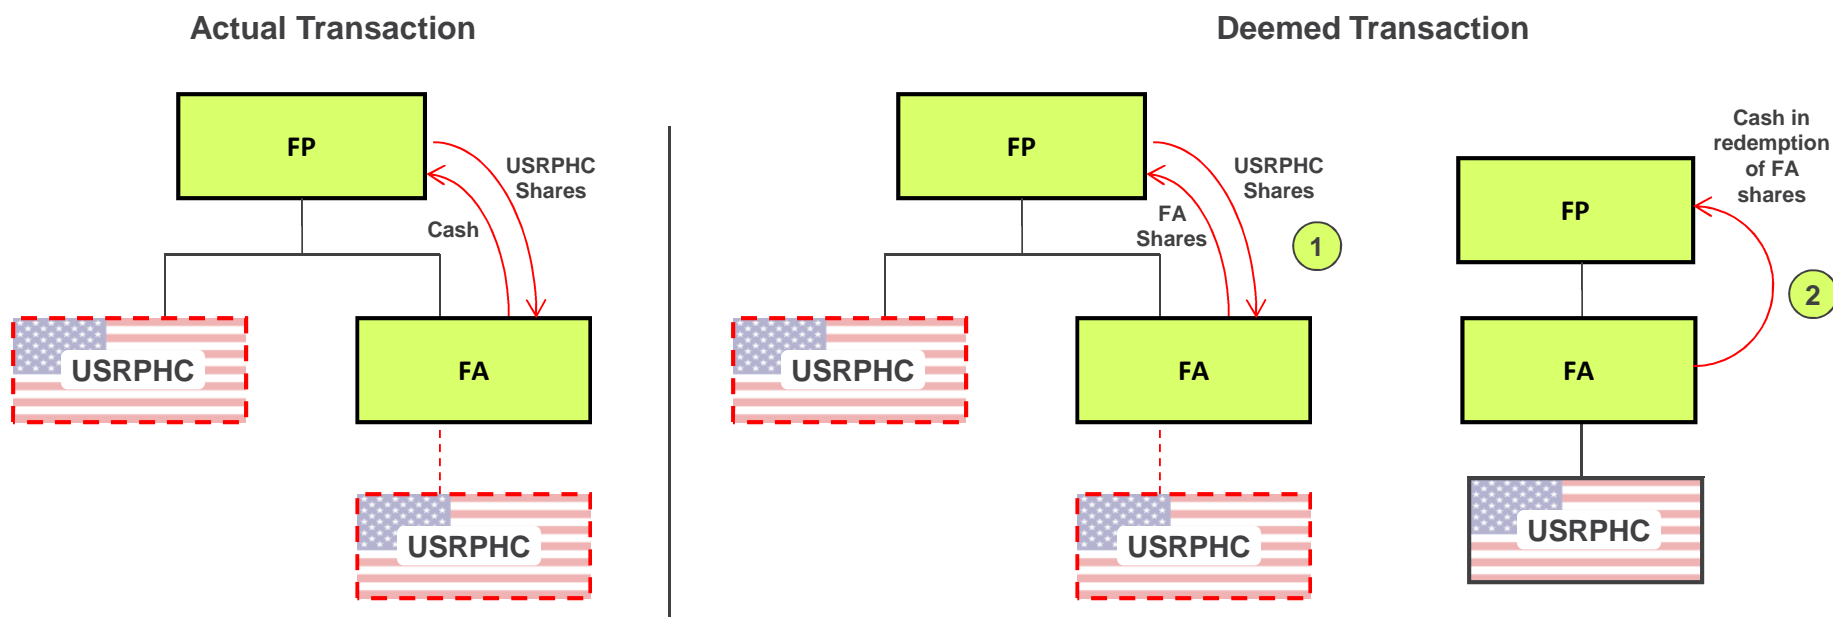 Actual Transaction
FP
USRPHC
Shares
Cash
USRPHC
FA
USRPHC
Deemed Transaction
FP
USRPHC
Shares
FA
Shares
1
USRPHC
FA
USRPHC
Cash in
redemption
of FA
shares
FP
2
FA
USRPHC